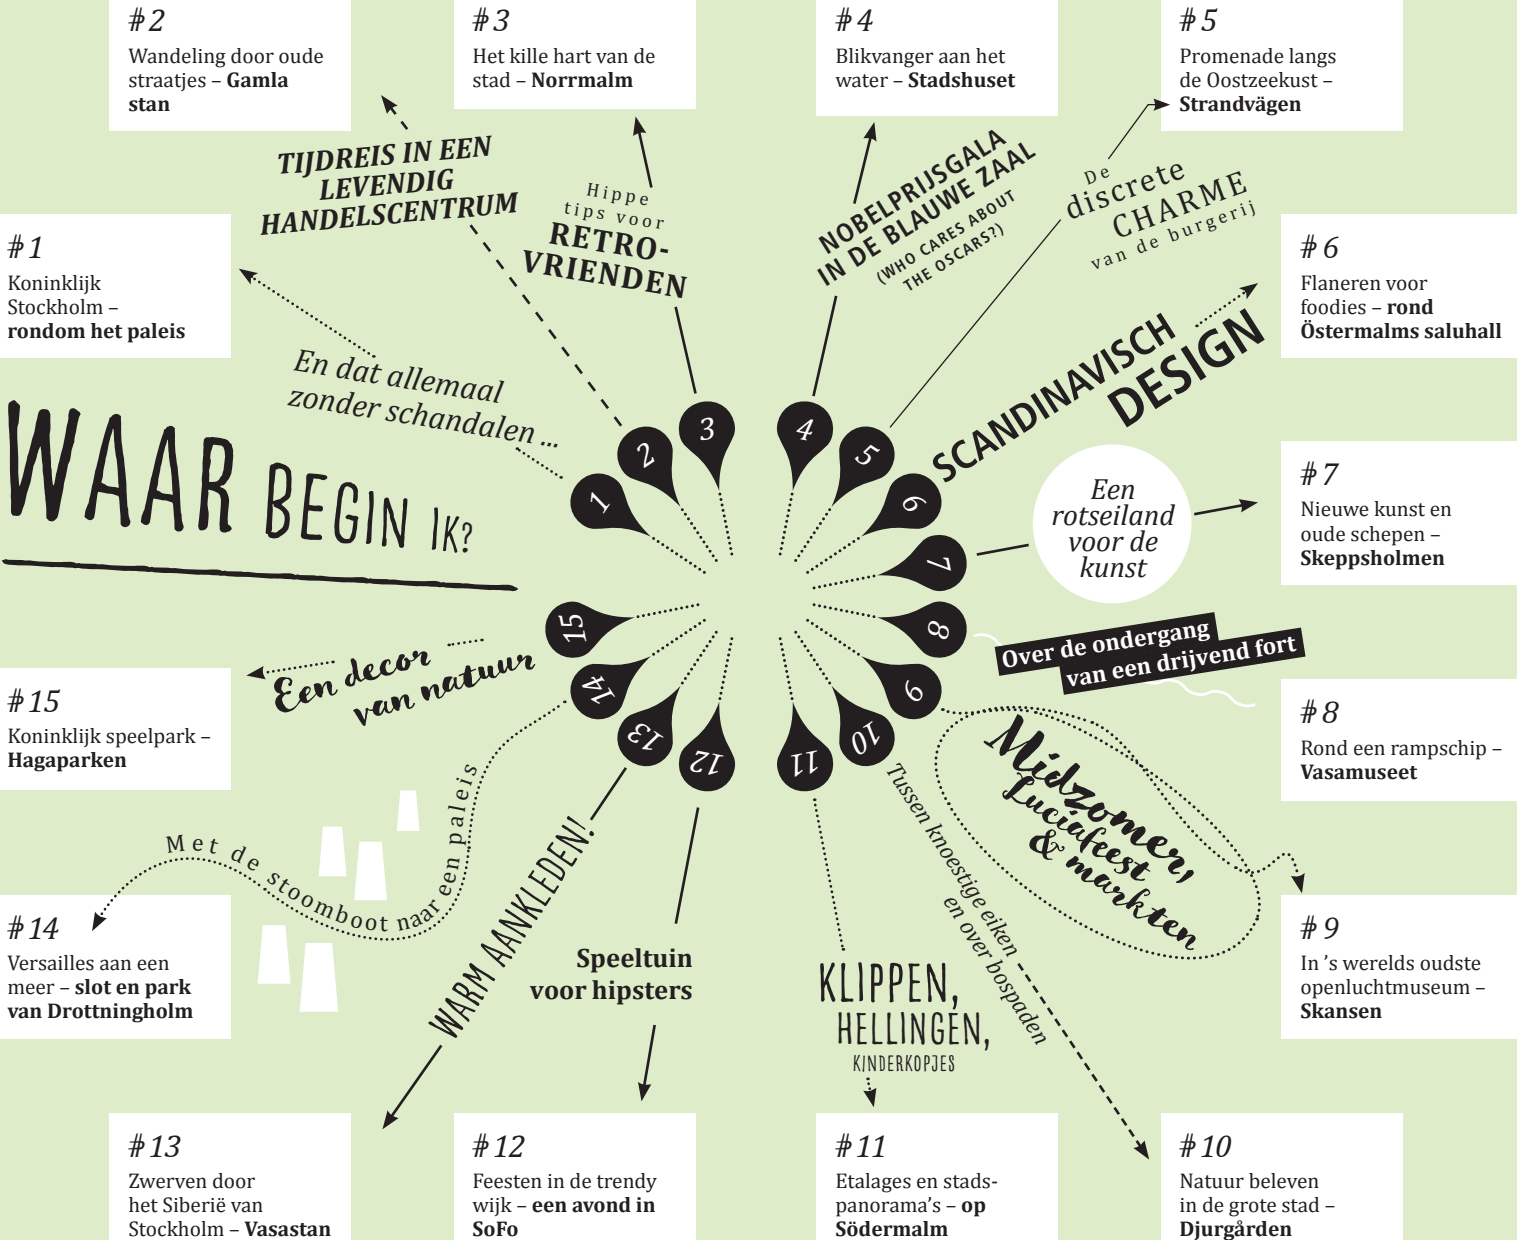 WAAR BEGIN IK?
#1
Koninklijk
Stockholm –
rondom het paleis
En dat allemaal
zonder schandalen ...
1
#2
Wandeling door oude
straatjes – Gamla
stan
TIJDREIS IN EEN
LEVENDIG
HANDELSCENTRUM
2
#3
Het kille hart van de
stad – Norrmalm
Hippe
tips voor
RETRO-
VRIENDEN
3
#4
Blikvanger aan het
water – Stadshuset
NOBELPRIJSGALA
IN DE BLAUWE ZAAL
(WHO CARES ABOUT
THE OSCARS?)
4
#5
Promenade langs
de Oostzeekust –
Strandvägen
De
discrete
CHARME
van de burgerij
5
#6
Flaneren voor
foodies – rond
Östermalms saluhall
SCANDINAVISCH
DESIGN
6
#7
Nieuwe kunst en
oude schepen –
Skeppsholmen
Een
rotseiland
voor de
kunst
7
#8
Rond een rampschip –
Vasamuseet
Over de ondergang
van een drijvend fort
8
#9
In 's werelds oudste
openluchtmuseum –
Skansen
Midzomer,
Luciafeest
& markten
9
#10
Natuur beleven
in de grote stad –
Djurgården
Tussen knoestige eiken
en over bospaden
10
#11
Etalages en stads-
panorama's – op
Södermalm
KLIPPEN,
HELLINGEN,
KINDERKOPJES
11
#12
Feesten in de trendy
wijk – een avond in
SoFo
Speeltuin
voor hipsters
12
#13
Zwerven door
het Siberië van
Stockholm – Vasastan
WARM AANKLEDEN!
13
#14
Versailles aan een
meer – slot en park
van Drottningholm
Met de stoomboot naar een paleis
14
#15
Koninklijk speelpark –
Hagaparken
Een decor
van natuur
15